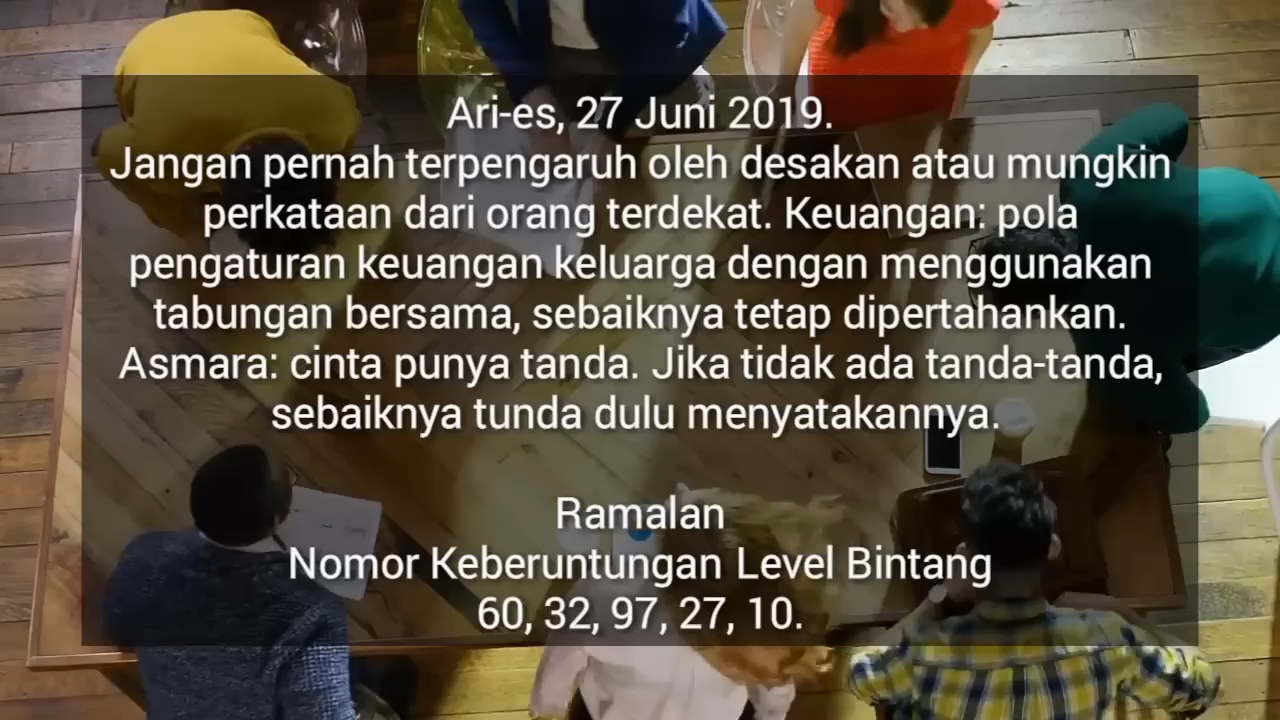 Ari-es, 27 Juni 2019.
Jangan pernah terpengaruh oleh desakan atau mungkin
perkataan dari orang terdekat. Keuangan: pola
pengaturan keuangan keluarga dengan menggunakan
tabungan bersama, sebaiknya tetap dipertahankan.
Asmara: cinta punya tanda. Jika tidak ada tanda-tanda,
sebaiknya tunda dulu menyatakannya.
Ramalan
Nomor Keberuntungan Level Bintang
60, 32, 97, 27, 10.